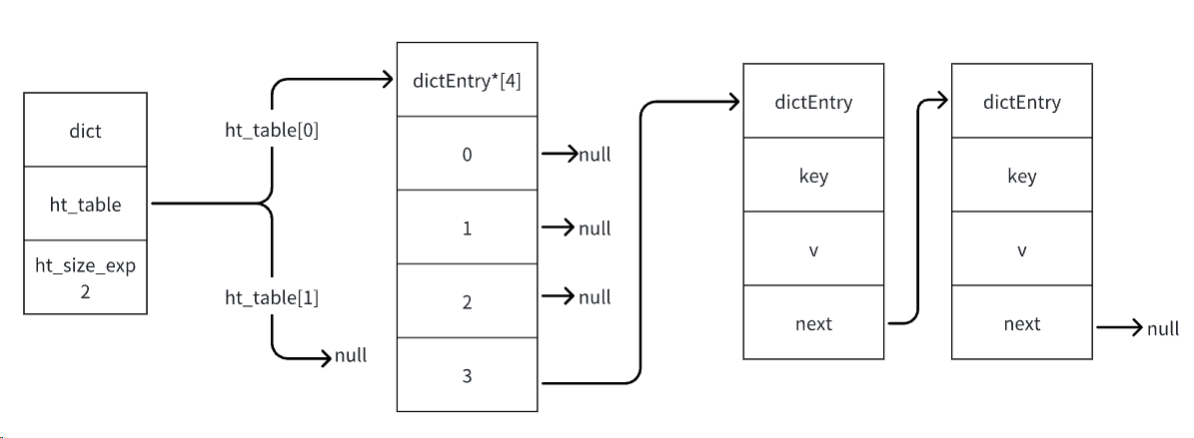 dict
ht_table
ht_size_exp
2
ht_table[0]
ht_table[1]
null
dictEntry*[4]
0
null
1
null
2
null
3
dictEntry
key
v
next
dictEntry
key
v
next
null